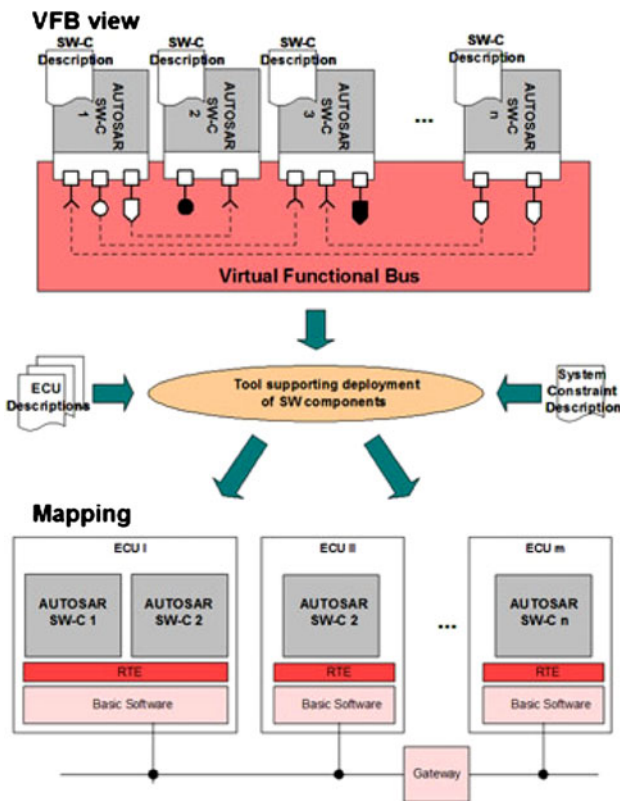 VFB view
SW-C
Description
SW-C
Description
SW-C
Description
SW-C
Description
AUTOSAR
SW-C
1
AUTOSAR
SW-C
2
AUTOSAR
SW-C
3
...
AUTOSAR
SW-C
n
Virtual Functional Bus
ECU
Descriptions
Tool supporting deployment
of SW components
System
Constraint
Description
Mapping
ECU I
ECU II
ECU m
AUTOSAR
SW-C 1
AUTOSAR
SW-C 2
AUTOSAR
SW-C 2
...
AUTOSAR
SW-C n
RTE
RTE
RTE
Basic Software
Basic Software
Basic Software
Gateway